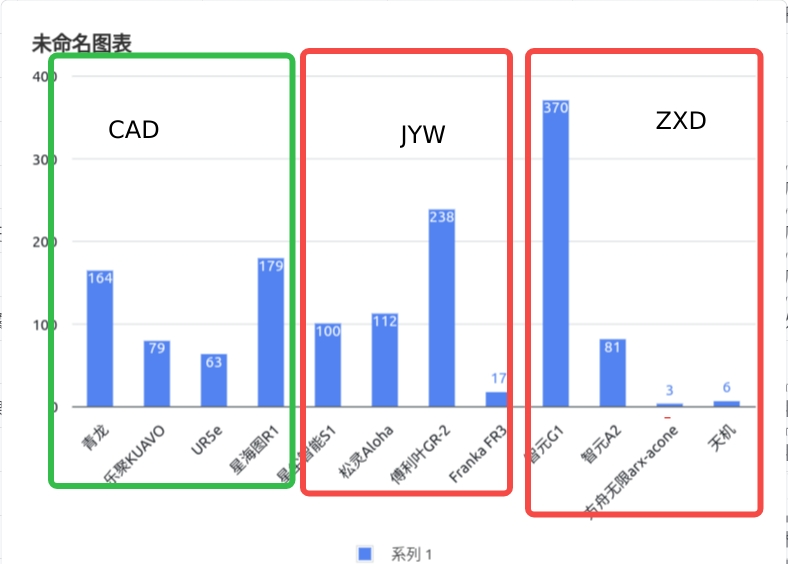 未命名图表
CAD
JYW
ZXD
400
300
200
100
0
164
79
63
179
100
112
238
17
370
81
3
6
青龙
乐聚KUAVO
UR5e
星海图R1
智能S1
松灵Aloha
傅利叶GR-2
Franka FR3
智元G1
智元A2
方舟无限arx-acone
天机
系列 1